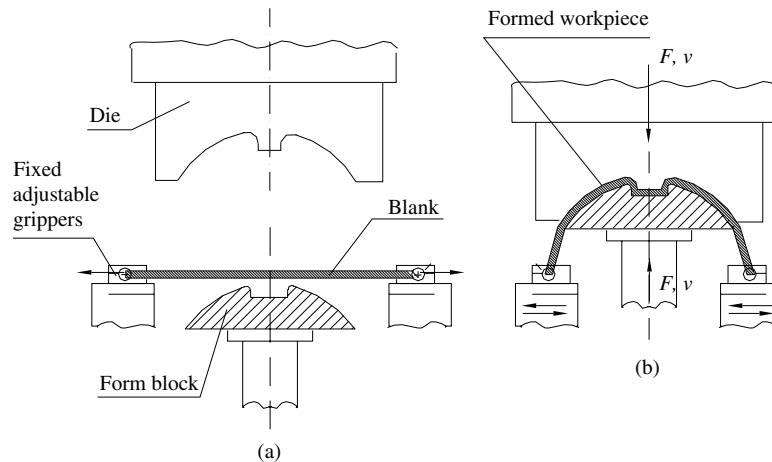 Die
Fixed
adjustable
grippers
Blank
Form block
(a)
Formed workpiece
F, v
F, v
(b)